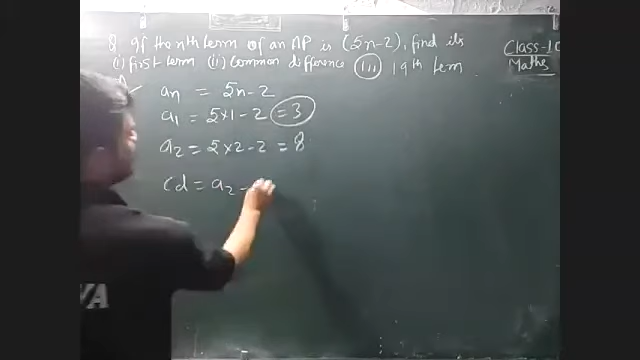 Q If the nth term of an AP is (5n-2), find its
(i) first term (ii) common difference (iii) 19th term
Class-10
Maths
an = 5n-2
a1 = 5×1-2 = 3
a2 = 5×2-2 = 8
Cd = a2 -
VA